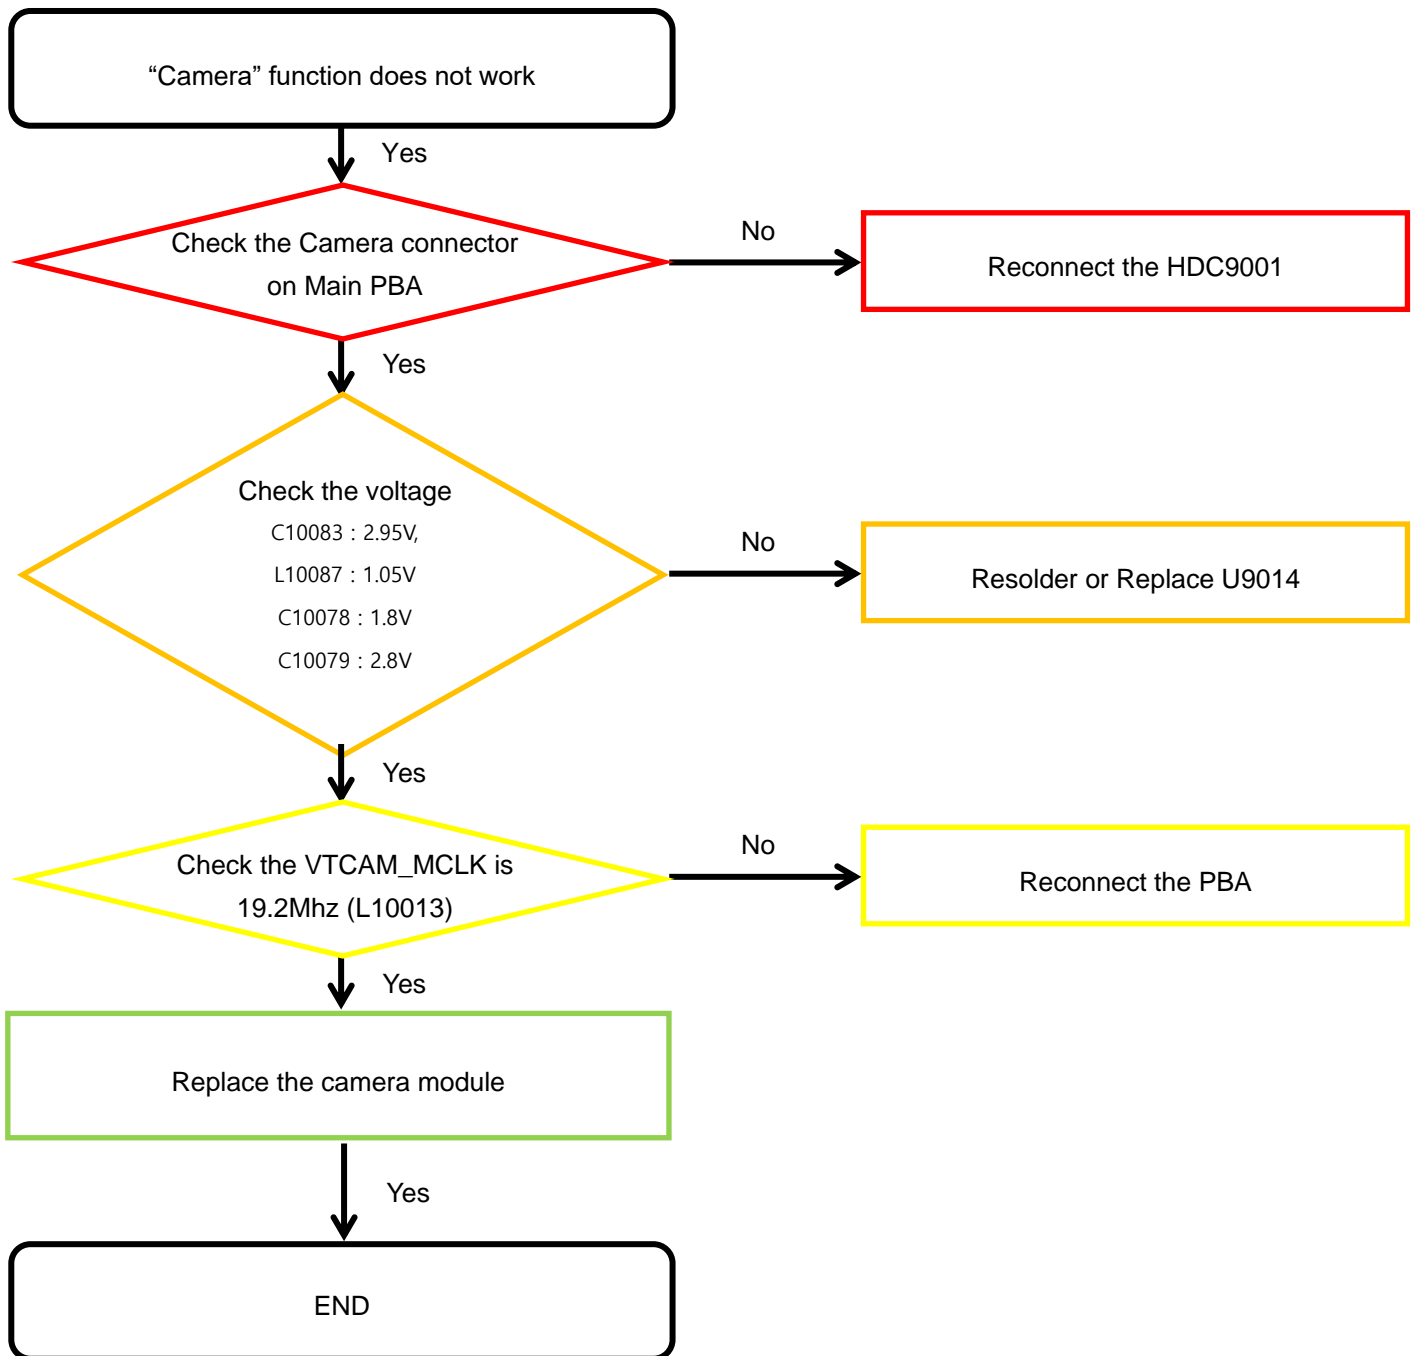 “Camera” function does not work
Yes
Check the Camera connector
on Main PBA
No
Reconnect the HDC9001
Yes
Check the voltage
C10083 : 2.95V,
L10087 : 1.05V
C10078 : 1.8V
C10079 : 2.8V
No
Resolder or Replace U9014
Yes
Check the VTCAM_MCLK is
19.2Mhz (L10013)
No
Reconnect the PBA
Yes
Replace the camera module
Yes
END